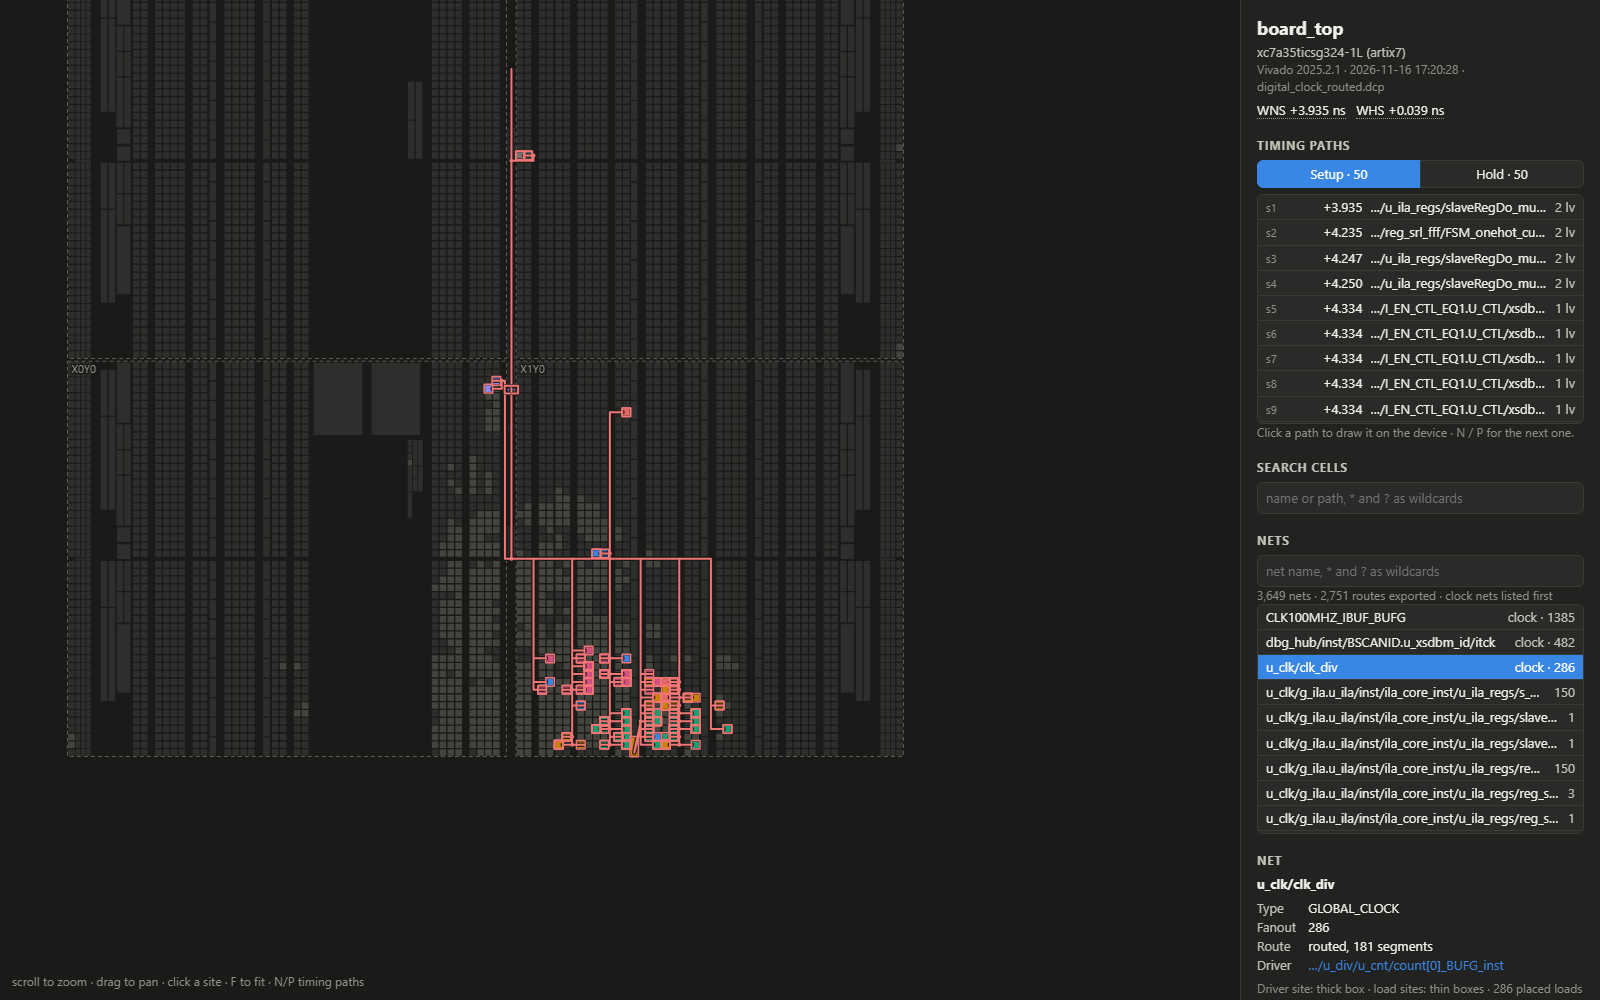 board_top
xc7a35ticsg324-1L (artix7)
Vivado 2025.2.1 · 2026-11-16 17:20:28 ·
digital_clock_routed.dcp
WNS +3.935 ns WHS +0.039 ns
TIMING PATHS
Setup · 50 Hold · 50
s1 +3.935 .../u_ila_regs/slaveRegDo_mu... 2 lv
s2 +4.235 .../reg_srl_fff/FSM_onehot_cu... 2 lv
s3 +4.247 .../u_ila_regs/slaveRegDo_mu... 2 lv
s4 +4.250 .../u_ila_regs/slaveRegDo_mu... 2 lv
s5 +4.334 .../I_EN_CTL_EQ1.U_CTL/xsdb... 1 lv
s6 +4.334 .../I_EN_CTL_EQ1.U_CTL/xsdb... 1 lv
s7 +4.334 .../I_EN_CTL_EQ1.U_CTL/xsdb... 1 lv
s8 +4.334 .../I_EN_CTL_EQ1.U_CTL/xsdb... 1 lv
s9 +4.334 .../I_EN_CTL_EQ1.U_CTL/xsdb... 1 lv
Click a path to draw it on the device · N / P for the next one.
SEARCH CELLS
name or path, * and ? as wildcards
NETS
net name, * and ? as wildcards
3,649 nets · 2,751 routes exported · clock nets listed first
CLK100MHZ_IBUF_BUFG clock · 1385
dbg_hub/inst/BSCANID.u_xsdbm_id/itck clock · 482
u_clk/clk_div clock · 286
u_clk/g_ila.u_ila/inst/ila_core_inst/u_ila_regs/s_... 150
u_clk/g_ila.u_ila/inst/ila_core_inst/u_ila_regs/slave... 1
u_clk/g_ila.u_ila/inst/ila_core_inst/u_ila_regs/slave... 1
u_clk/g_ila.u_ila/inst/ila_core_inst/u_ila_regs/re... 150
u_clk/g_ila.u_ila/inst/ila_core_inst/u_ila_regs/reg_s... 3
u_clk/g_ila.u_ila/inst/ila_core_inst/u_ila_regs/reg_s... 1
NET
u_clk/clk_div
Type GLOBAL_CLOCK
Fanout 286
Route routed, 181 segments
Driver .../u_div/u_cnt/count[0]_BUFG_inst
Driver site: thick box · load sites: thin boxes · 286 placed loads
X0Y0
X1Y0
scroll to zoom · drag to pan · click a site · F to fit · N/P timing paths